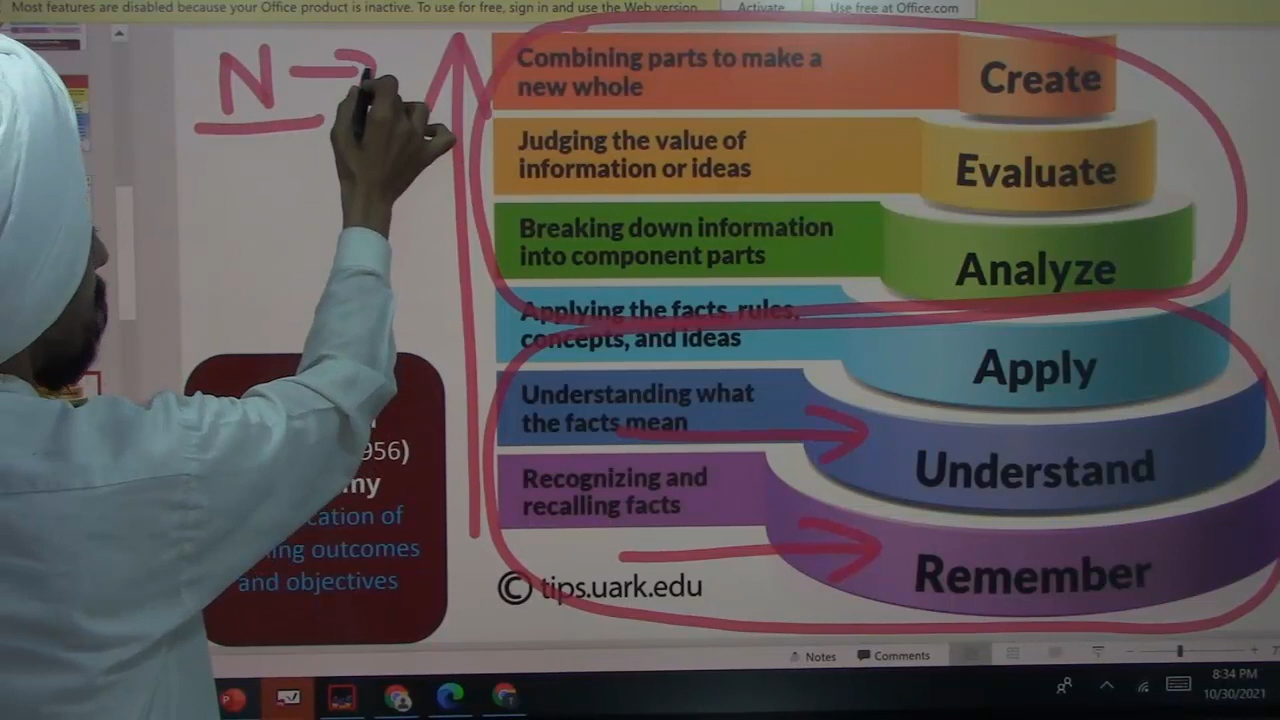 Most features are disabled because your Office product is inactive. To use for free, sign in and use the Web version.
Activate
Use free at Office.com
N
Combining parts to make a
new whole
Create
Judging the value of
information or ideas
Evaluate
Breaking down information
into component parts
Analyze
Applying the facts, rules,
concepts, and ideas
Apply
Understanding what
the facts mean
Understand
Recognizing and
recalling facts
Remember
956)
my
cation of
ing outcomes
and objectives
© tips.uark.edu
Notes
Comments
8:34 PM
10/30/2021